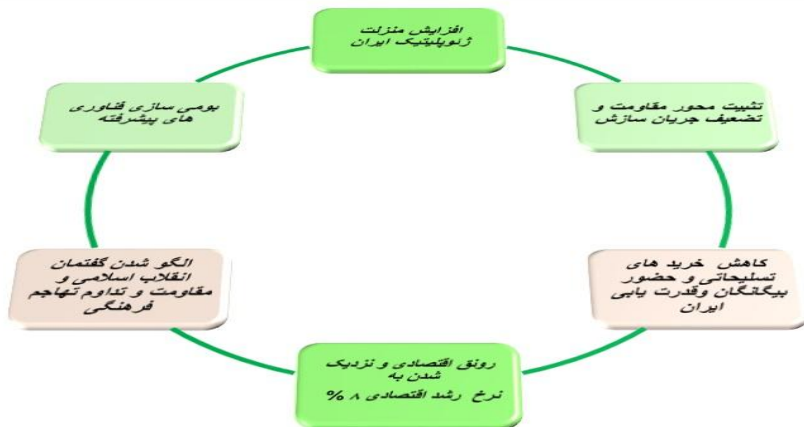 افزایش منزلت
ژئوپلیتیک ایران
تثبیت محور مقاومت و
تضعیف جریان سازش
کاهش خرید های
تسلیحاتی و حضور
بیگانگان وقدرت یابی
ایران
رونق اقتصادی و نزدیک
شدن به
نرخ رشد اقتصادی ۸ %
الگو شدن گفتمان
انقلاب اسلامی و
مقاومت و تداوم تهاجم
فرهنگی
بومی سازی فناوری
های پیشرفته